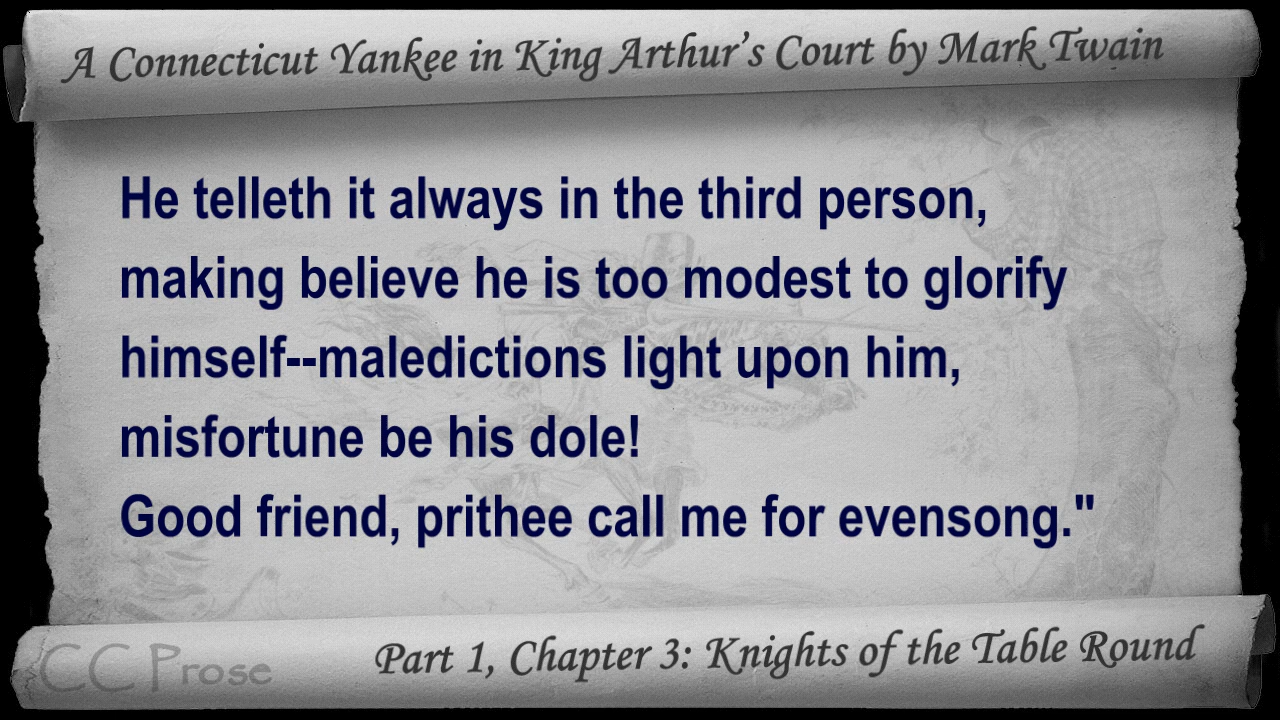 A Connecticut Yankee in King Arthur's Court by Mark Twain
He telleth it always in the third person,
making believe he is too modest to glorify
himself--maledictions light upon him,
misfortune be his dole!
Good friend, prithee call me for evensong."
CC Prose
Part 1, Chapter 3: Knights of the Table Round